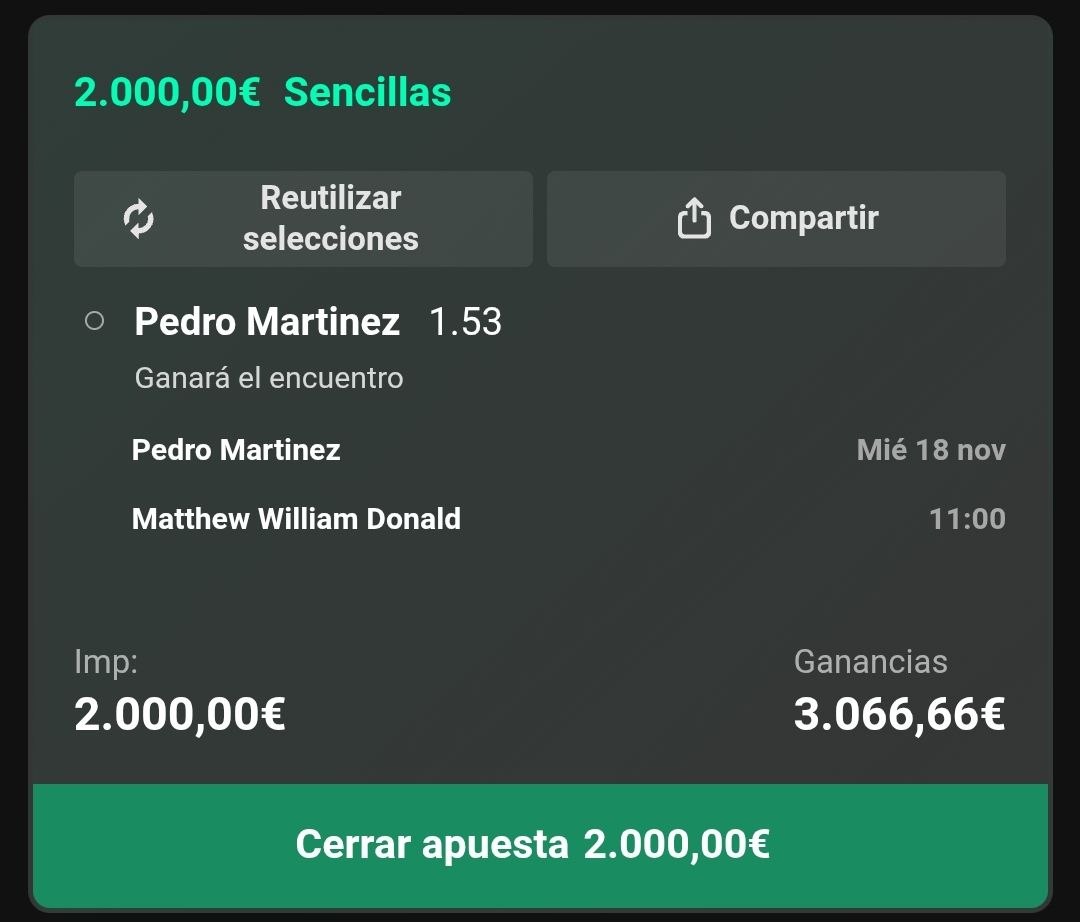 2.000,00€ Sencillas
Reutilizar
selecciones
Compartir
Pedro Martinez 1.53
Ganará el encuentro
Pedro Martinez Mié 18 nov
Matthew William Donald 11:00
Imp: Ganancias
2.000,00€ 3.066,66€
Cerrar apuesta 2.000,00€